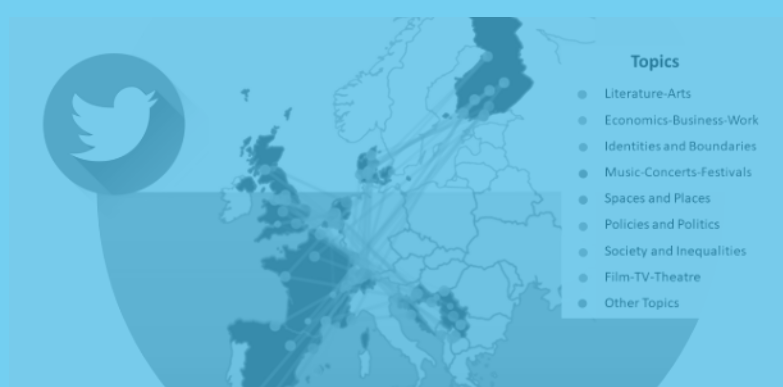 Topics
Literature-Arts
Economics-Business-Work
Identities and Boundaries
Music-Concerts-Festivals
Spaces and Places
Policies and Politics
Society and Inequalities
Film-TV-Theatre
Other Topics